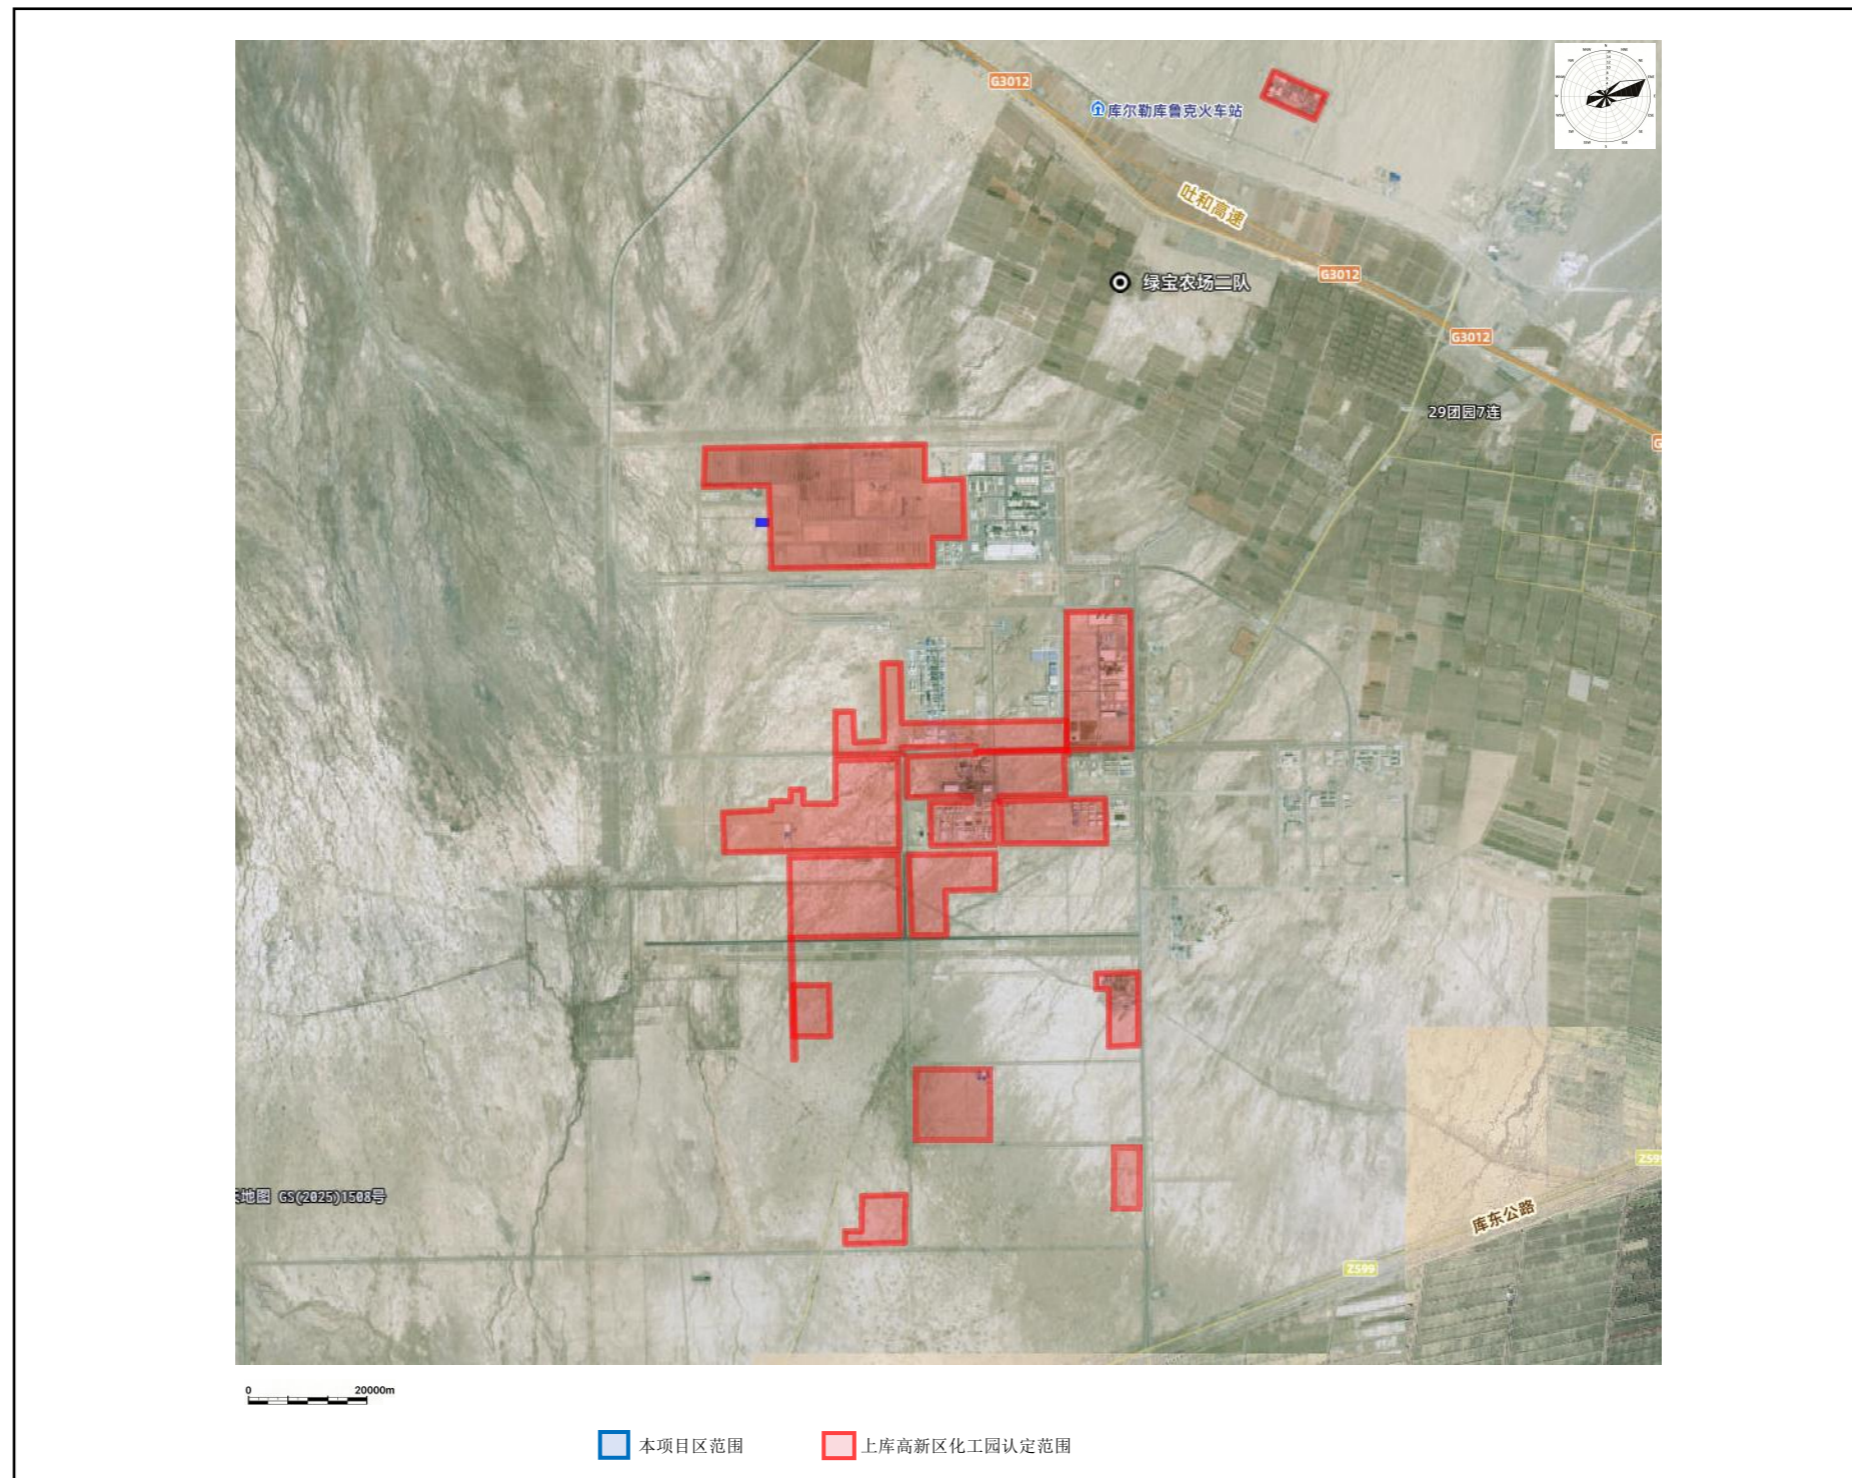 G3012
库尔勒库鲁克火车站
吐和高速
G3012
绿宝农场二队
G3012
29团园7连
G
Z599
地图 GS(2025)1508号
库东公路
Z599
0 20000m
本项目区范围 上库高新区化工园认定范围